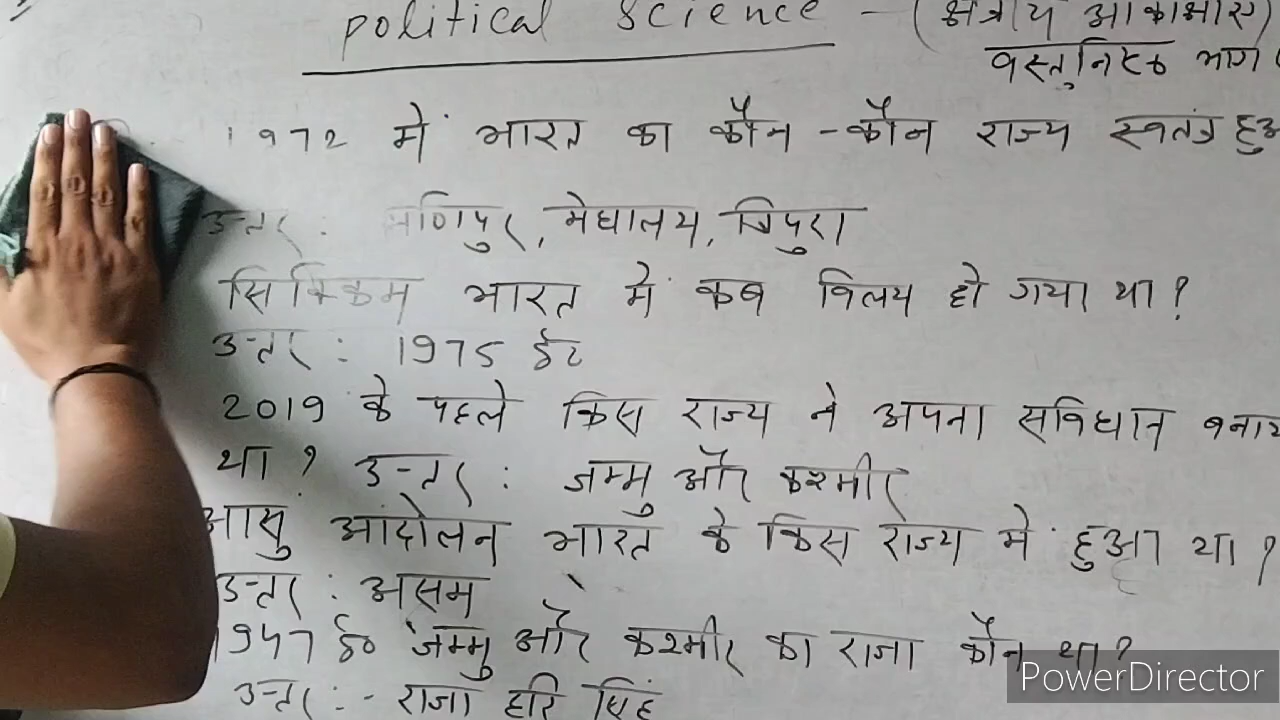 political Science - (क्षेत्रीय आकांक्षाएं)
वस्तुनिष्ठ भाग
1972 में भारत का कौन-कौन राज्य स्वतंत्र हुआ
उत्तर : मणिपुर, मेघालय, त्रिपुरा
सिक्किम भारत में कब विलय हो गया था?
उत्तर : 1975 ई०
2019 के पहले किस राज्य ने अपना सविधान बनाय
था? उत्तर : जम्मु और कश्मीर
आसु आंदोलन भारत के किस राज्य में हुआ था?
उत्तर : असम
1947 ई० जम्मु और कश्मीर का राजा कौन था?
उत्तर :- राजा हरि सिंह
PowerDirector